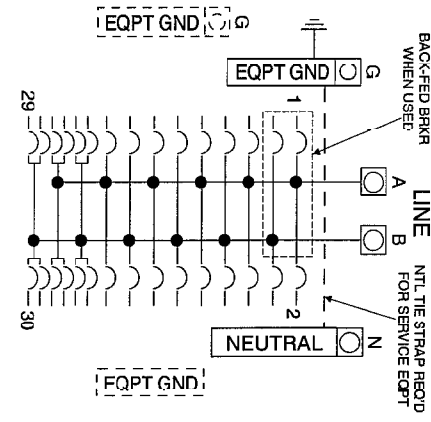 EQPT GND G
EQPT GND G
BACK-FED BRKR
WHEN USED
29
1
A
LINE
B
30
2
NTL TIE STRAP REQ'D
FOR SERVICE EQPT
NEUTRAL N
EQPT GND